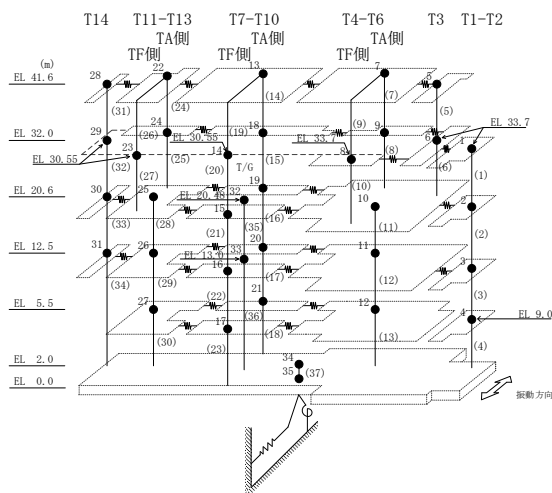 T14 T11-T13 T7-T10 T4-T6 T3 T1-T2
TA側 TA側 TA側
TF側 TF側 TF側
(m)
EL 41.6 28 22 13 7 5
(31) (24) (14) (7) (5)
EL 32.0 29 24 18 9 6 EL 33.7
(26) EL 30.55 (19) EL 33.7 (9) 1
EL 30.55 23 14 8
(32) (25) (20) T/G (15) (8) (6) (1)
(27) (10)
EL 20.6 30 25 19 10 2
EL 20.48 32
15
(33) (28) (35) (16) (11) (2)
(21)
EL 12.5 31 26 20 11 3
EL 13.0 33
16
(34) (29) (17) (12) (3)
EL 5.5 27 (22) 21 12 4 EL 9.0
17 (36)
(30) (18) (13) (4)
(23)
EL 2.0 34
EL 0.0 35 (37)
振動方向